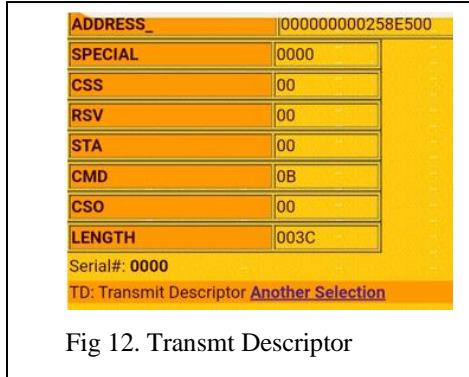 ADDRESS_ 000000000258E500
SPECIAL 0000
CSS 00
RSV 00
STA 00
CMD 0B
CSO 00
LENGTH 003C
Serial#: 0000
TD: Transmit Descriptor Another Selection
Fig 12. Transmt Descriptor